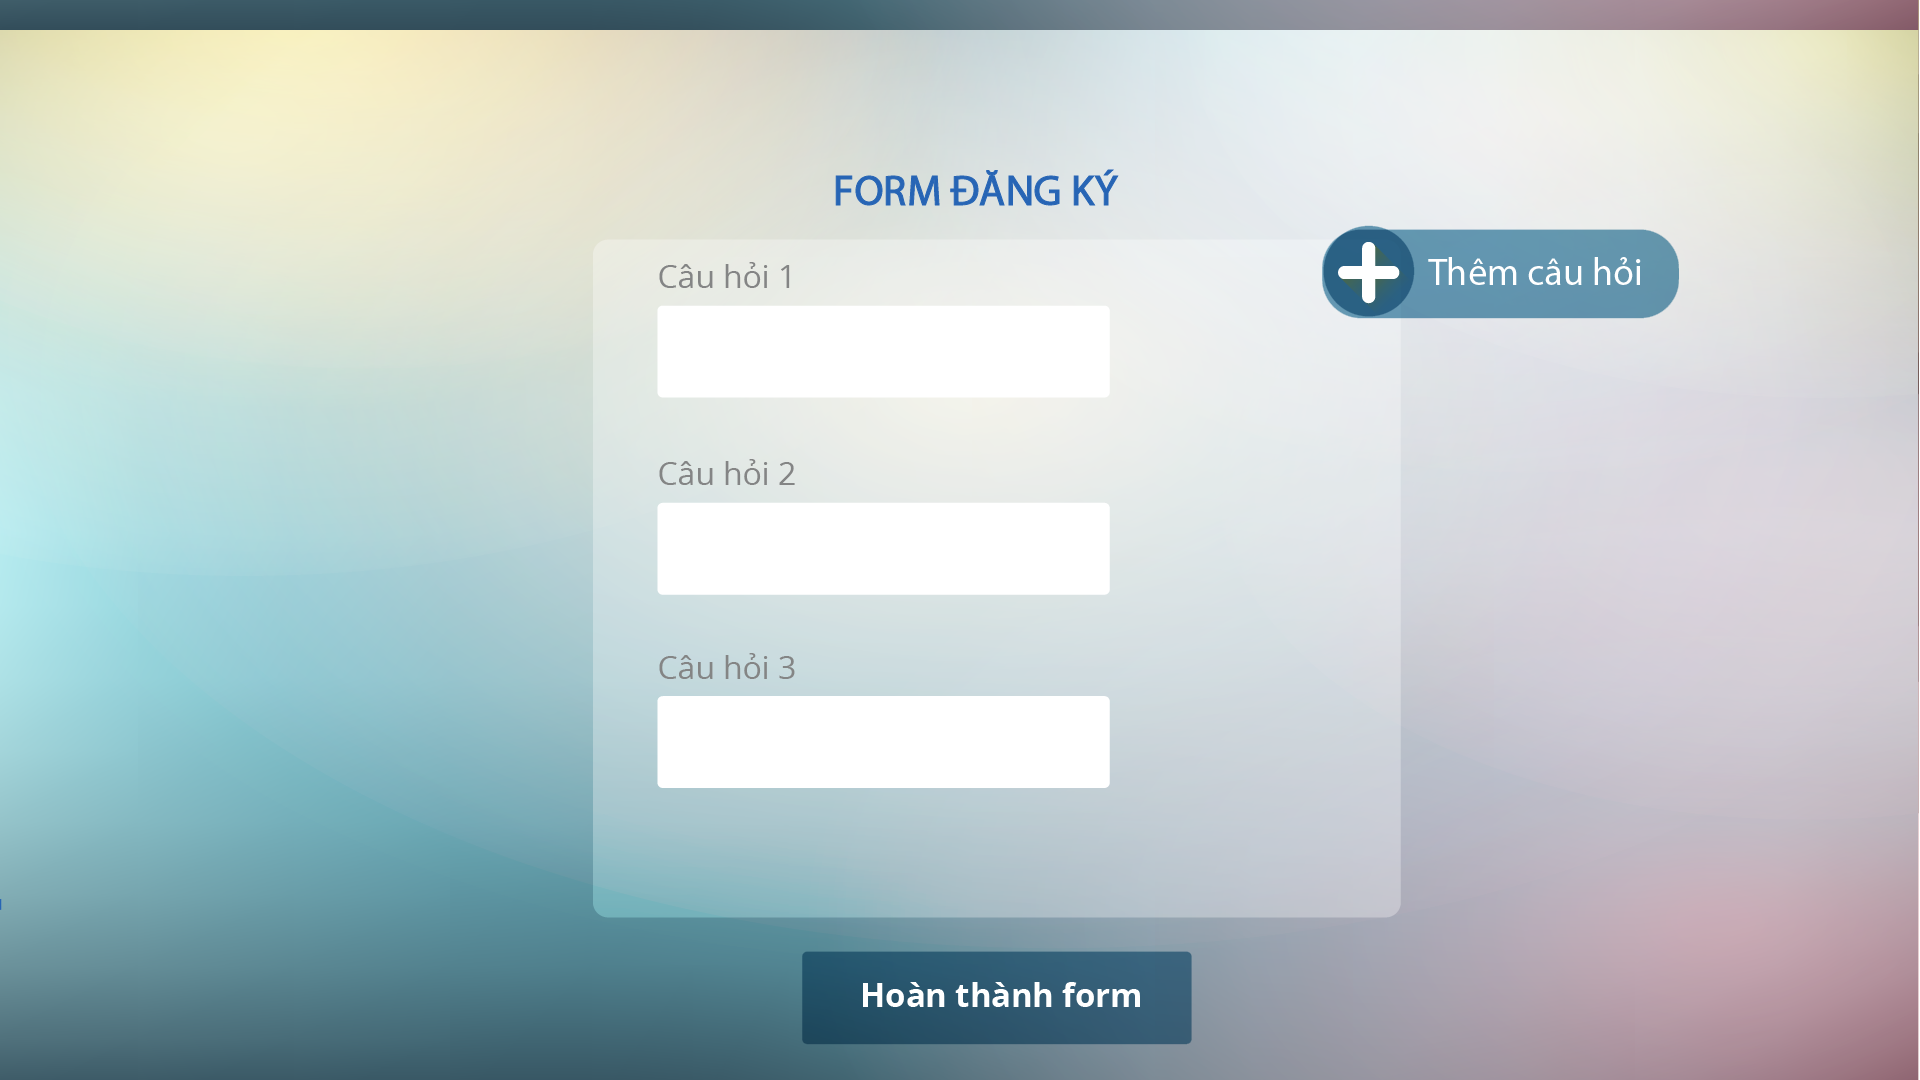 FORM ĐĂNG KÝ
Câu hỏi 1
Thêm câu hỏi
Câu hỏi 2
Câu hỏi 3
Hoàn thành form